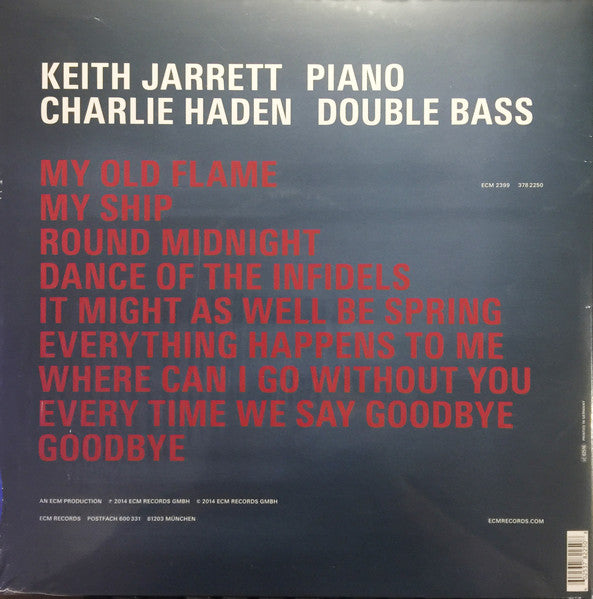 KEITH JARRETT PIANO
CHARLIE HADEN DOUBLE BASS
MY OLD FLAME
ECM 2399 378 2250
MY SHIP
ROUND MIDNIGHT
DANCE OF THE INFIDELS
IT MIGHT AS WELL BE SPRING
EVERYTHING HAPPENS TO ME
WHERE CAN I GO WITHOUT YOU
EVERY TIME WE SAY GOODBYE
GOODBYE
PRINTED IN GERMANY
AN ECM PRODUCTION ℗ 2014 ECM RECORDS GMBH © 2014 ECM RECORDS GMBH
ECM RECORDS POSTFACH 600 331 81203 MÜNCHEN
ECMRECORDS.COM